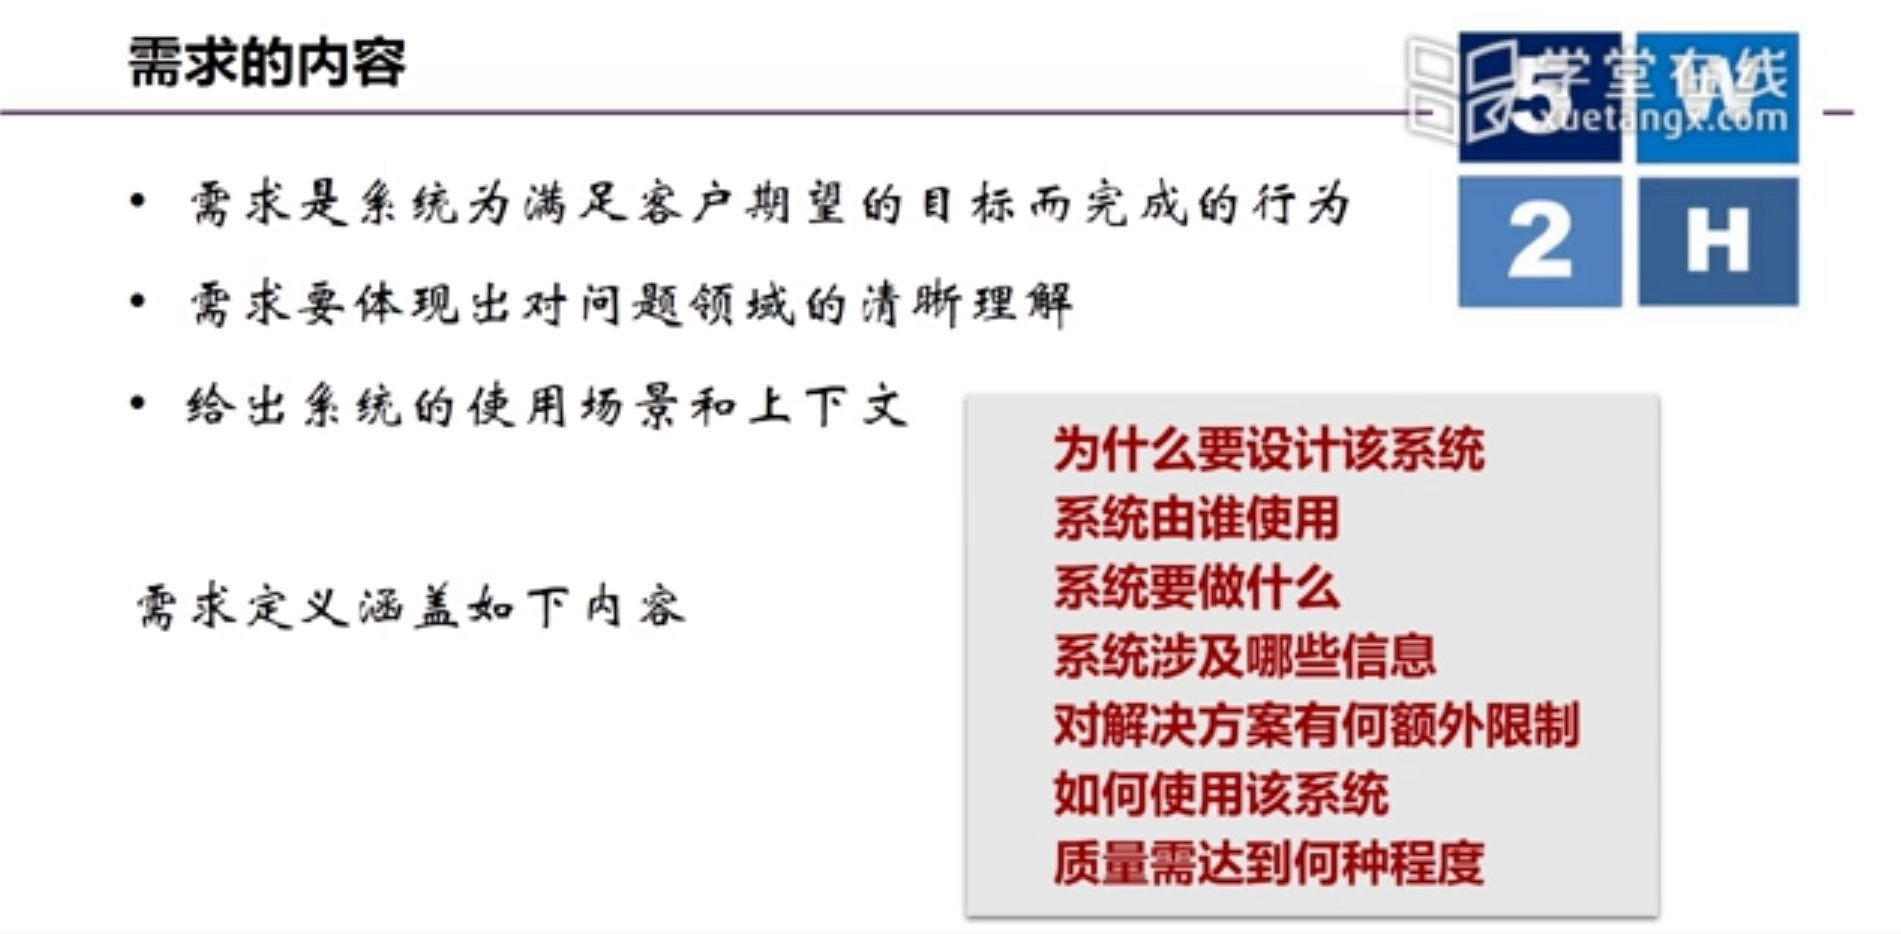 需求的内容
学堂在线
xuetangx.com
5 W
2 H
• 需求是系统为满足客户期望的目标而完成的行为
• 需求要体现出对问题领域的清晰理解
• 给出系统的使用场景和上下文
需求定义涵盖如下内容
为什么要设计该系统
系统由谁使用
系统要做什么
系统涉及哪些信息
对解决方案有何额外限制
如何使用该系统
质量需达到何种程度